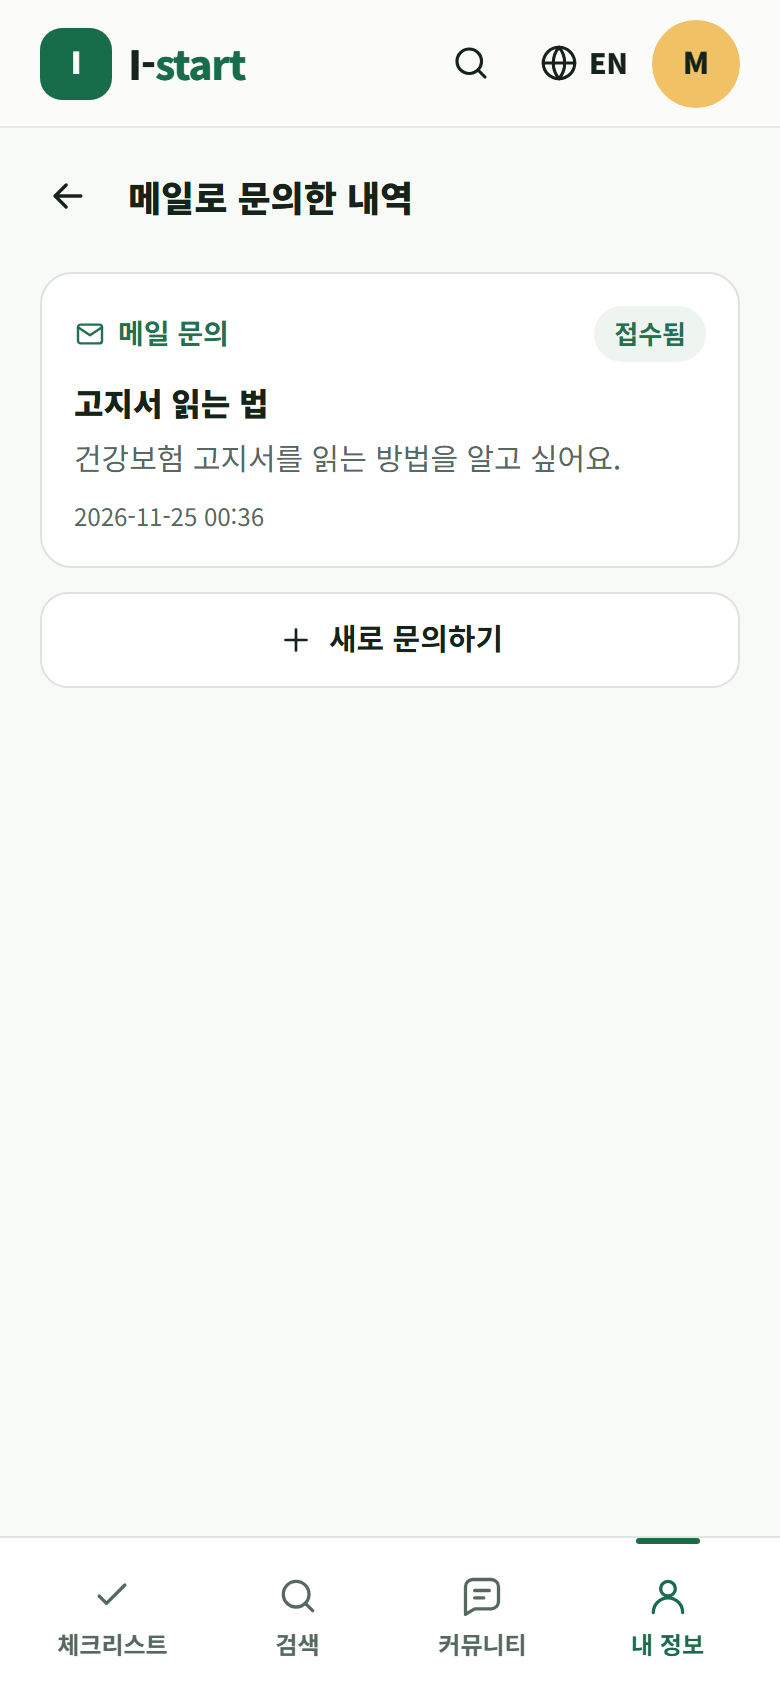 I
I-start
EN
M
메일로 문의한 내역
메일 문의
접수됨
고지서 읽는 법
건강보험 고지서를 읽는 방법을 알고 싶어요.
2026-11-25 00:36
새로 문의하기
체크리스트
검색
커뮤니티
내 정보